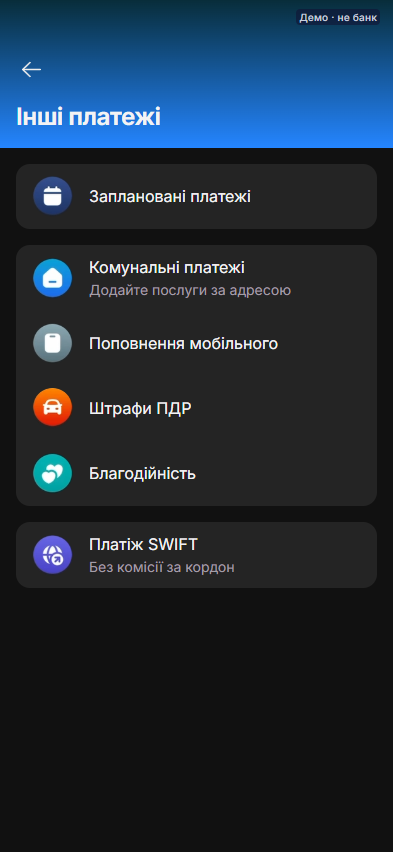 Демо · не банк
Інші платежі
Заплановані платежі
Комунальні платежі
Додайте послуги за адресою
Поповнення мобільного
Штрафи ПДР
Благодійність
Платіж SWIFT
Без комісії за кордон